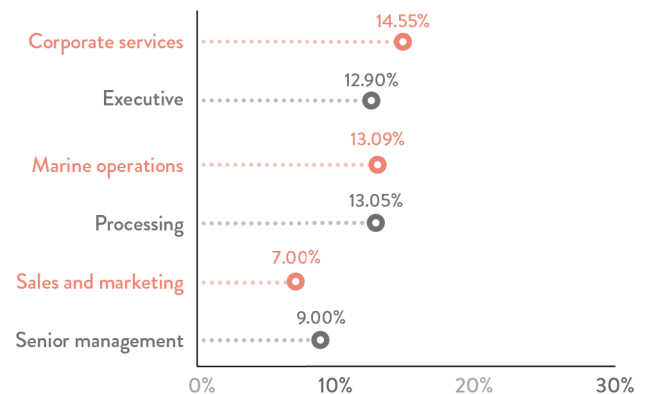 14.55%
Corporate services
12.90%
Executive
13.09%
Marine operations
13.05%
Processing
7.00%
Sales and marketing
9.00%
Senior management
0% 10% 20% 30%